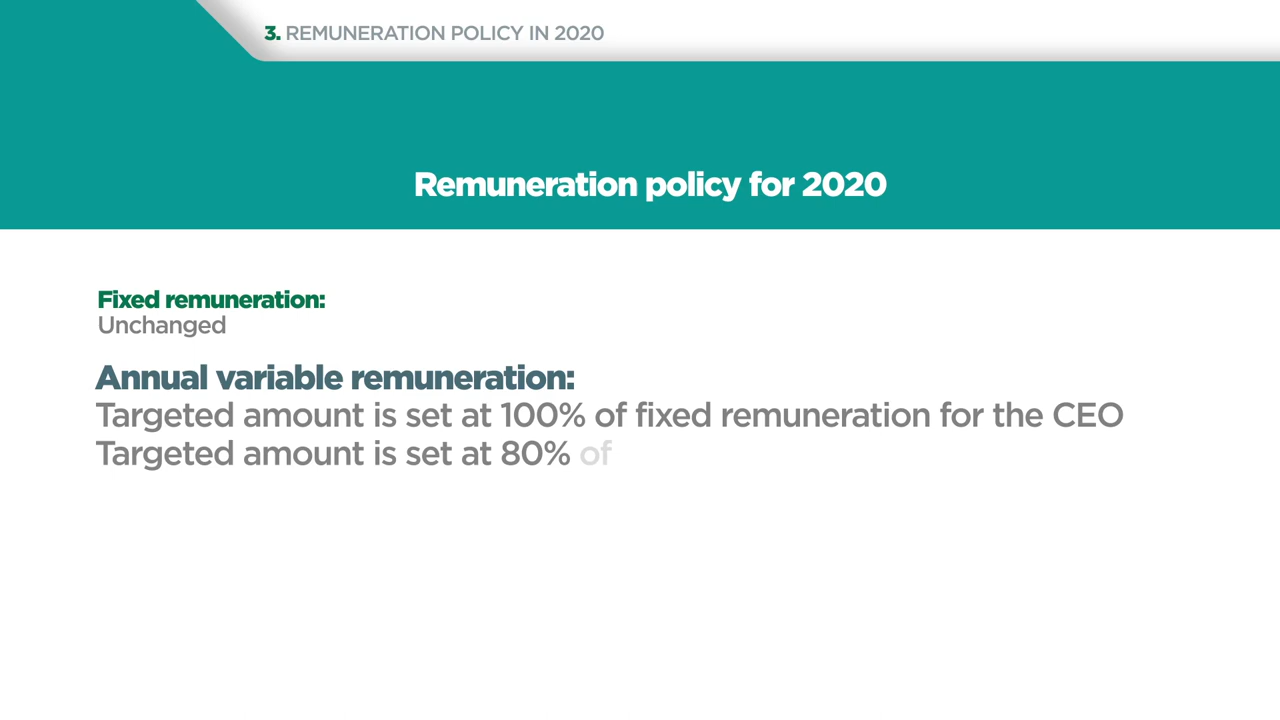 3. REMUNERATION POLICY IN 2020
Remuneration policy for 2020
Fixed remuneration:
Unchanged
Annual variable remuneration:
Targeted amount is set at 100% of fixed remuneration for the CEO
Targeted amount is set at 80% of